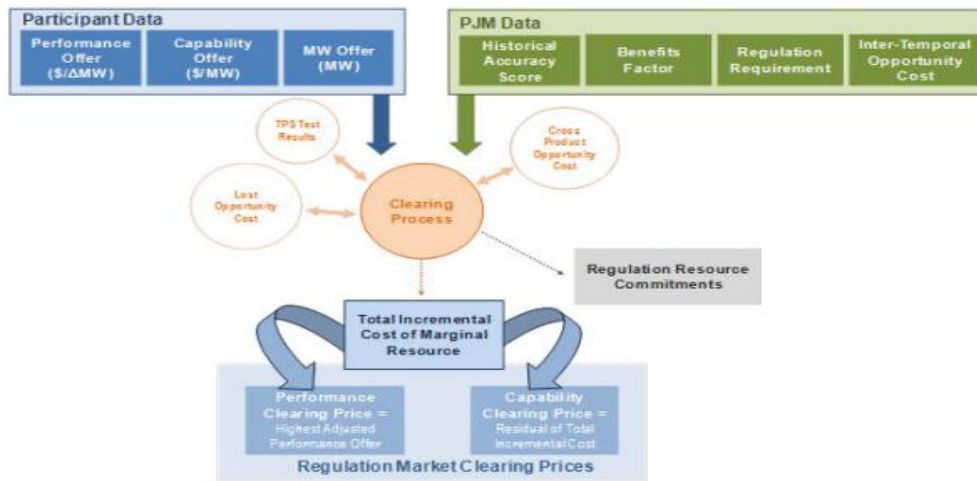 Participant Data
Performance
Offer
($/ΔMW)
Capability
Offer
($/MW)
MW Offer
(MW)
PJM Data
Historical
Accuracy
Score
Benefits
Factor
Regulation
Requirement
Inter-Temporal
Opportunity
Cost
TPS Test
Results
Cross
Product
Opportunity
Cost
Lost
Opportunity
Cost
Clearing
Process
Regulation Resource
Commitments
Total Incremental
Cost of Marginal
Resource
Performance
Clearing Price =
Highest Adjusted
Performance Offer
Capability
Clearing Price =
Residual of Total
Incremental Cost
Regulation Market Clearing Prices